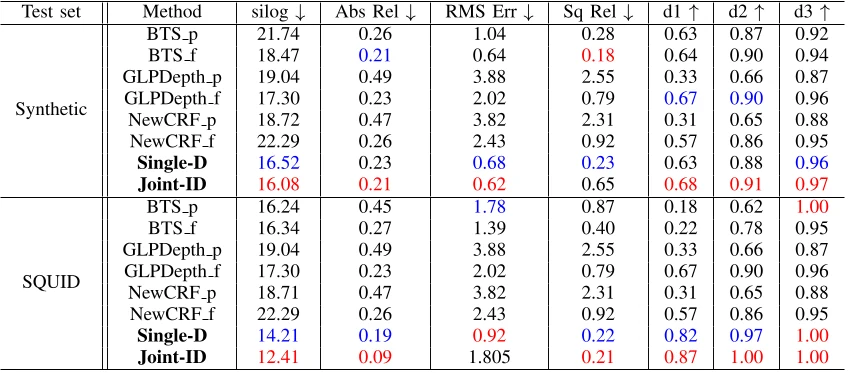 Test set Method silog ↓ Abs Rel ↓ RMS Err ↓ Sq Rel ↓ d1 ↑ d2 ↑ d3 ↑
BTS_p 21.74 0.26 1.04 0.28 0.63 0.87 0.92
BTS_f 18.47 0.21 0.64 0.18 0.64 0.90 0.94
GLPDepth_p 19.04 0.49 3.88 2.55 0.33 0.66 0.87
Synthetic GLPDepth_f 17.30 0.23 2.02 0.79 0.67 0.90 0.96
NewCRF_p 18.72 0.47 3.82 2.31 0.31 0.65 0.88
NewCRF_f 22.29 0.26 2.43 0.92 0.57 0.86 0.95
Single-D 16.52 0.23 0.68 0.23 0.63 0.88 0.96
Joint-ID 16.08 0.21 0.62 0.65 0.68 0.91 0.97
BTS_p 16.24 0.45 1.78 0.87 0.18 0.62 1.00
BTS_f 16.34 0.27 1.39 0.40 0.22 0.78 0.95
GLPDepth_p 19.04 0.49 3.88 2.55 0.33 0.66 0.87
SQUID GLPDepth_f 17.30 0.23 2.02 0.79 0.67 0.90 0.96
NewCRF_p 18.71 0.47 3.82 2.31 0.31 0.65 0.88
NewCRF_f 22.29 0.26 2.43 0.92 0.57 0.86 0.95
Single-D 14.21 0.19 0.92 0.22 0.82 0.97 1.00
Joint-ID 12.41 0.09 1.805 0.21 0.87 1.00 1.00